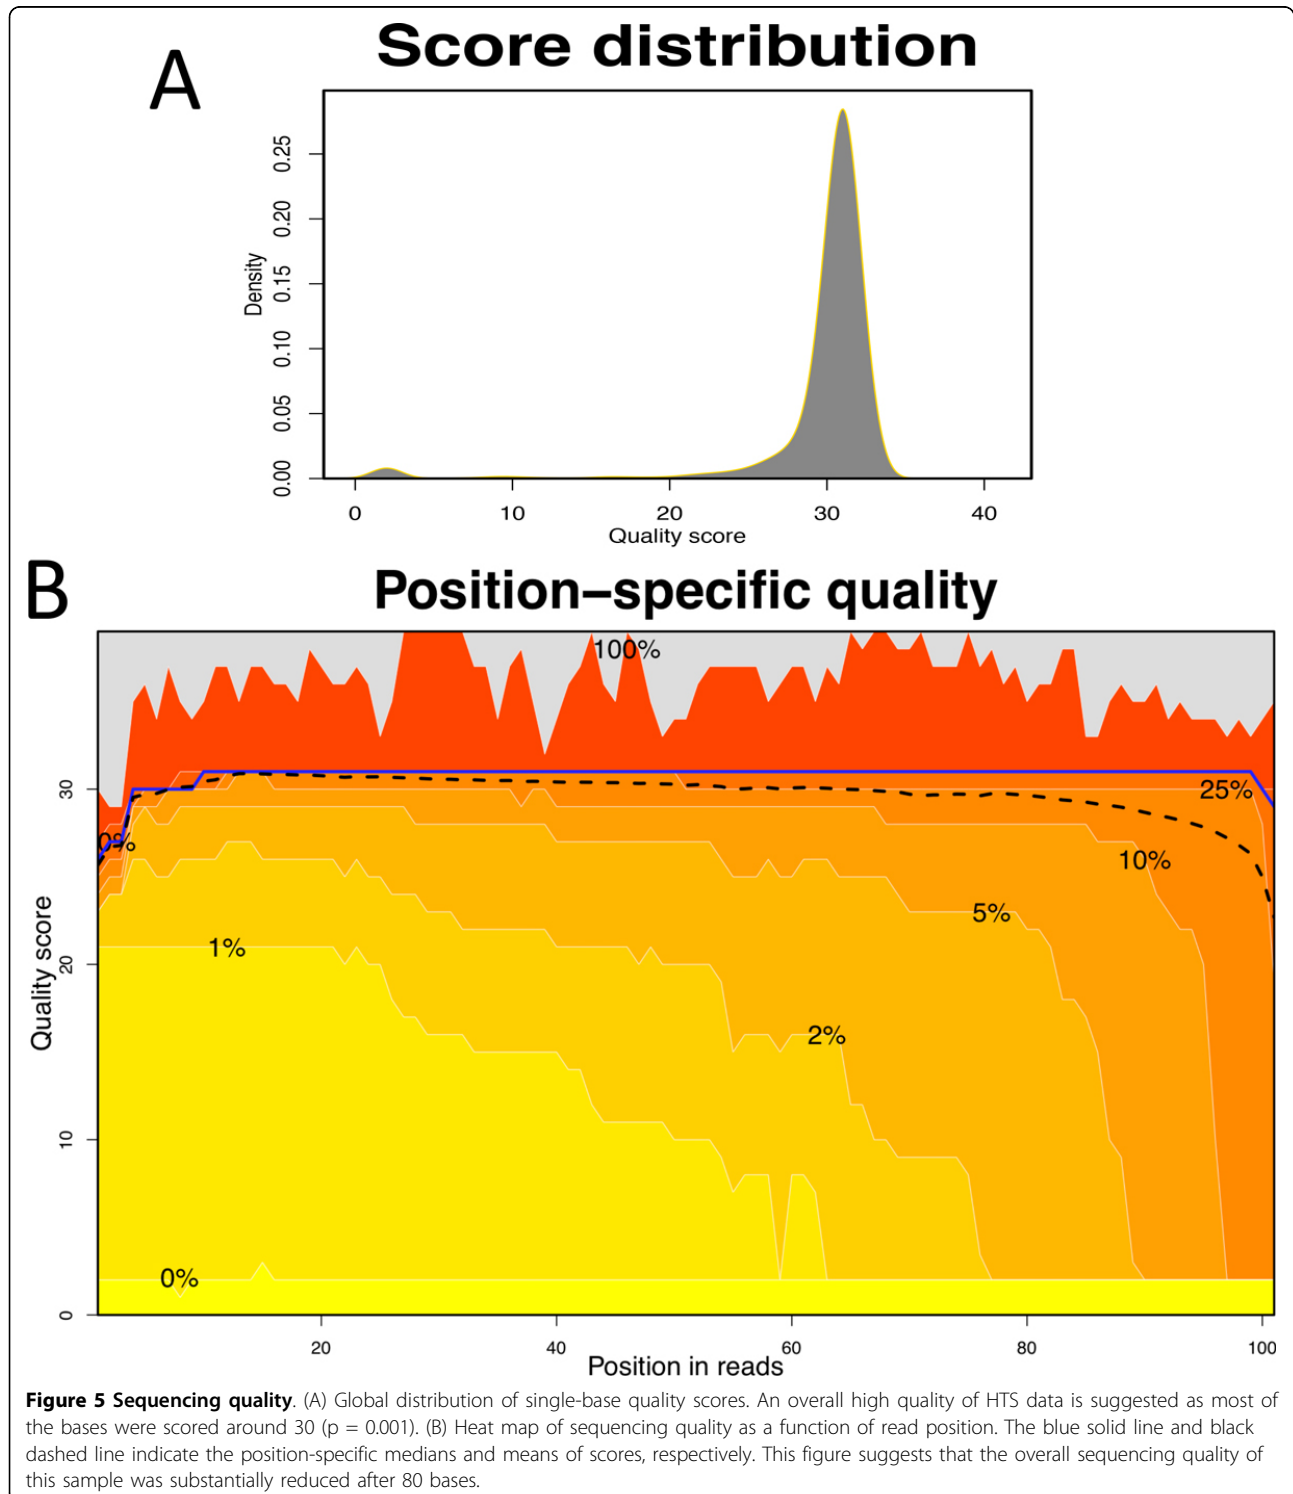 A
Score distribution
Density
0.25
0.20
0.15
0.10
0.05
0.00
0 10 20 30 40
Quality score
B
Position–specific quality
100%
30
25%
0%
10%
5%
1%
20
Quality score
2%
10
0%
0
20 40 60 80 100
Position in reads
Figure 5 Sequencing quality. (A) Global distribution of single-base quality scores. An overall high quality of HTS data is suggested as most of
the bases were scored around 30 (p = 0.001). (B) Heat map of sequencing quality as a function of read position. The blue solid line and black
dashed line indicate the position-specific medians and means of scores, respectively. This figure suggests that the overall sequencing quality of
this sample was substantially reduced after 80 bases.